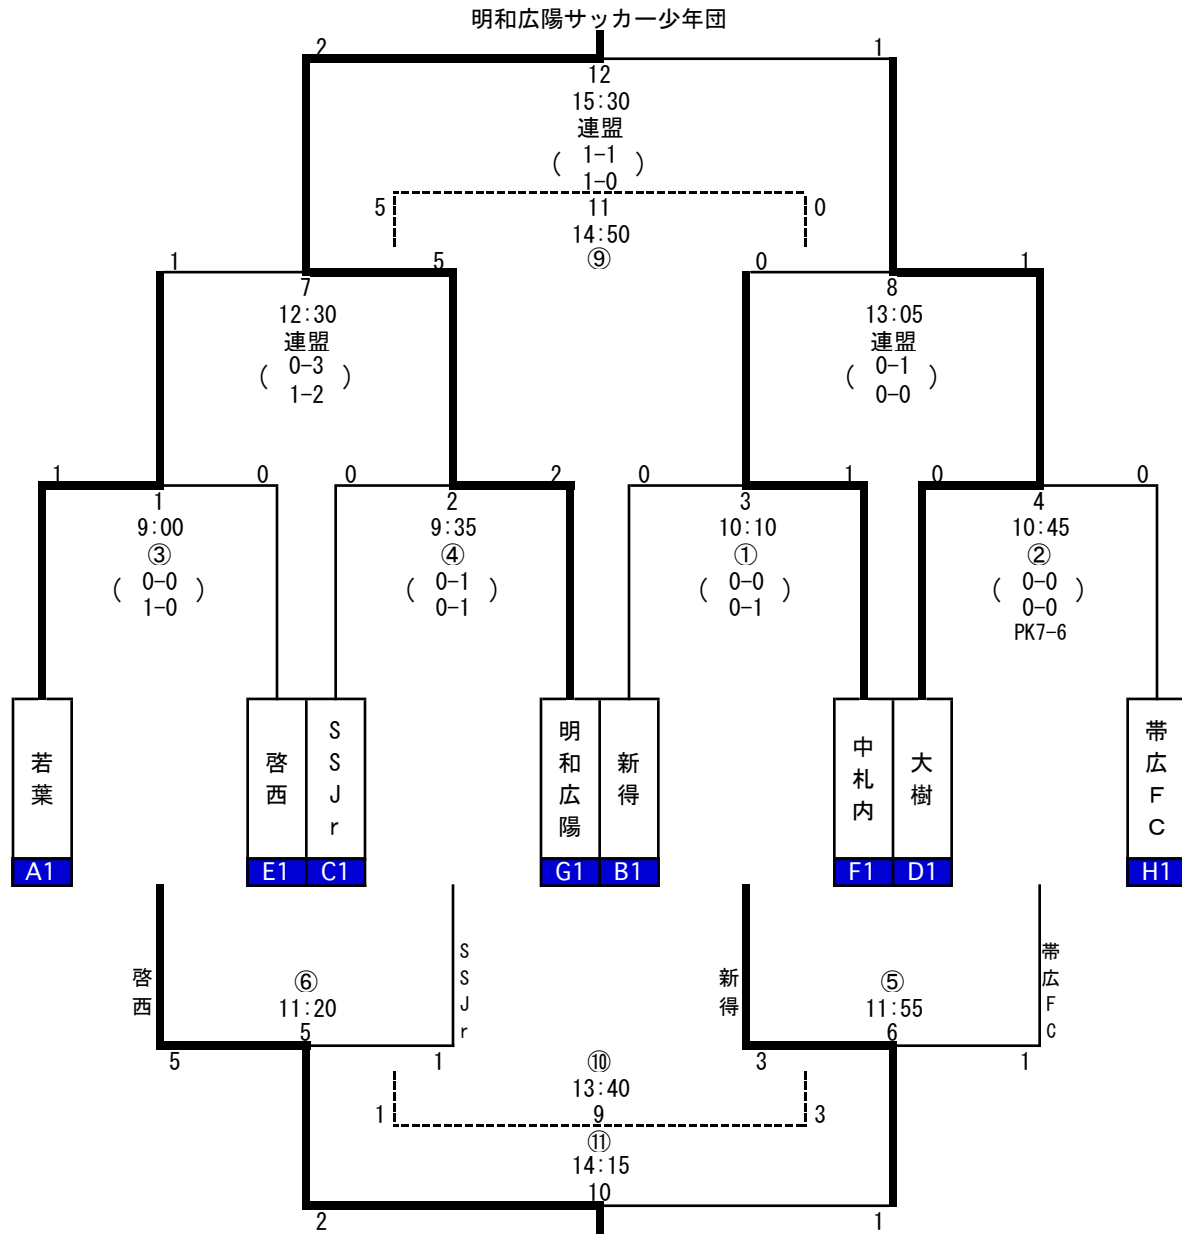 明和広陽サッカー少年団
2 1
12
15:30
連盟
( 1-1 )
1-0
5 11 0
14:50
⑨
1 5 0 1
7 8
12:30 13:05
連盟 連盟
( 0-3 ) ( 0-1 )
1-2 0-0
1 0 0 2 0 1 0 0
1 2 3 4
9:00 9:35 10:10 10:45
③ ④ ① ②
( 0-0 ) ( 0-1 ) ( 0-0 ) ( 0-0 )
1-0 0-1 0-1 0-0
PK7-6
若葉 啓西 SSJr 明和広陽 新得 中札内 大樹 帯広FC
A1 E1 C1 G1 B1 F1 D1 H1
啓西 SSJr 新得 帯広FC
⑥ ⑤
11:20 11:55
5 6
5 1 3 1
⑩
13:40
1 9 3
⑪
14:15
10
2 1